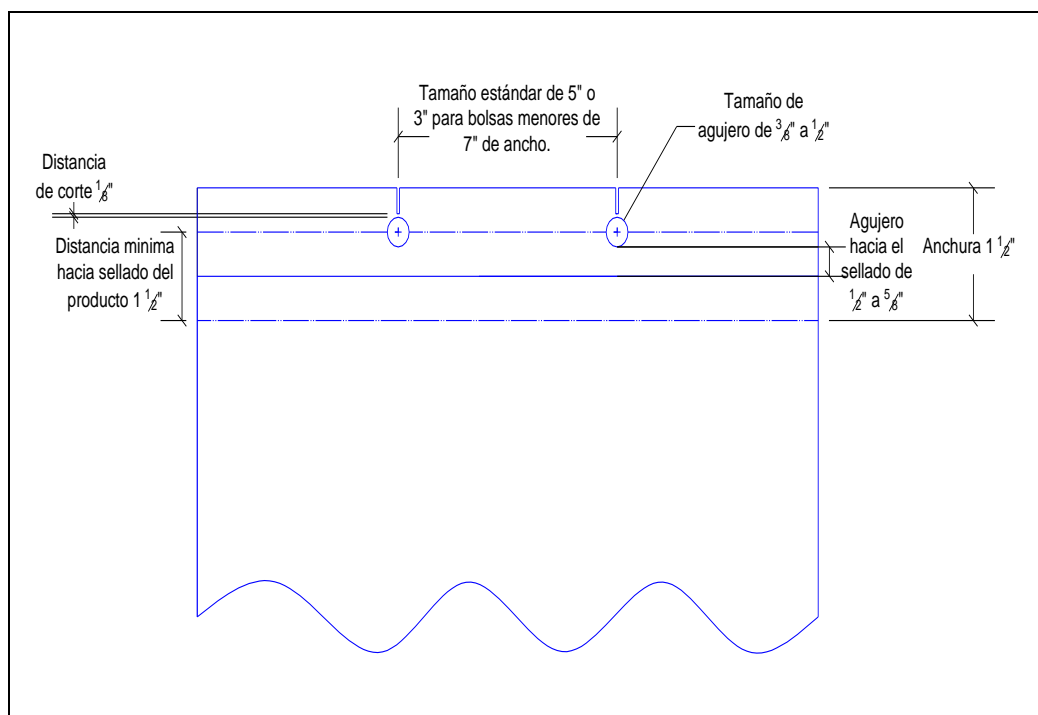 Tamaño estándar de 5" o
3" para bolsas menores de
7" de ancho.
Tamaño de
agujero de 3/8" a 1/2"
Distancia
de corte 1/8"
Distancia minima
hacia sellado del
producto 1 1/2"
Agujero
hacia el
sellado de
1/2" a 5/8"
Anchura 1 1/2"